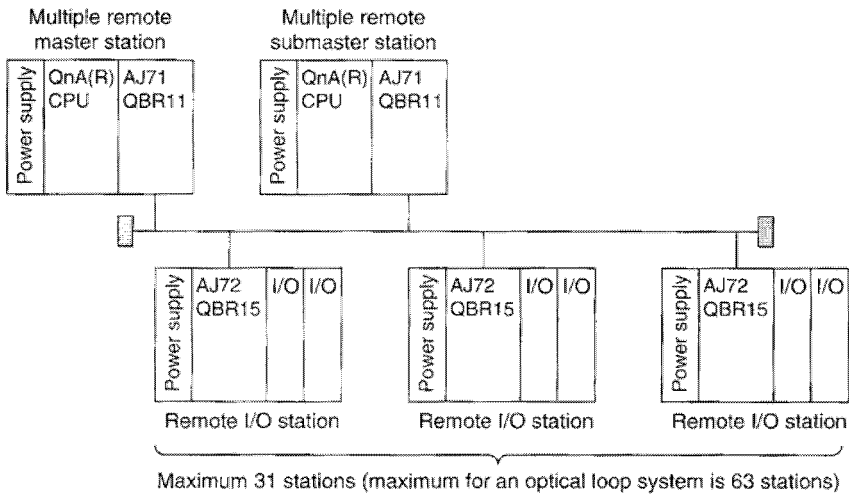 Multiple remote
master station
Multiple remote
submaster station
Power supply
QnA(R)
CPU
AJ71
QBR11
Power supply
QnA(R)
CPU
AJ71
QBR11
Power supply
AJ72
QBR15
I/O
I/O
Power supply
AJ72
QBR15
I/O
I/O
Power supply
AJ72
QBR15
I/O
I/O
Remote I/O station
Remote I/O station
Remote I/O station
Maximum 31 stations (maximum for an optical loop system is 63 stations)